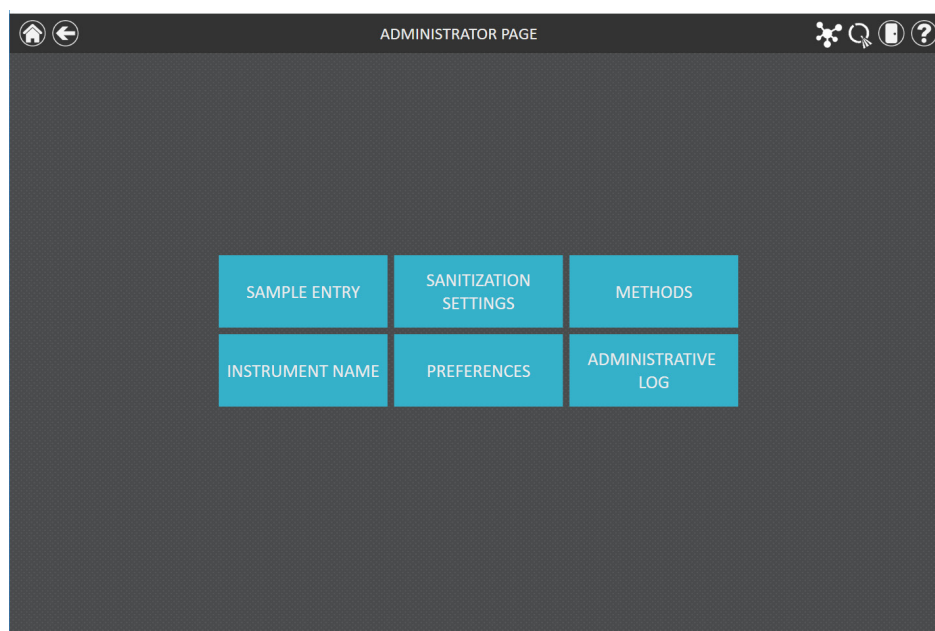 ADMINISTRATOR PAGE
?
SAMPLE ENTRY
SANITIZATION
SETTINGS
METHODS
INSTRUMENT NAME
PREFERENCES
ADMINISTRATIVE
LOG